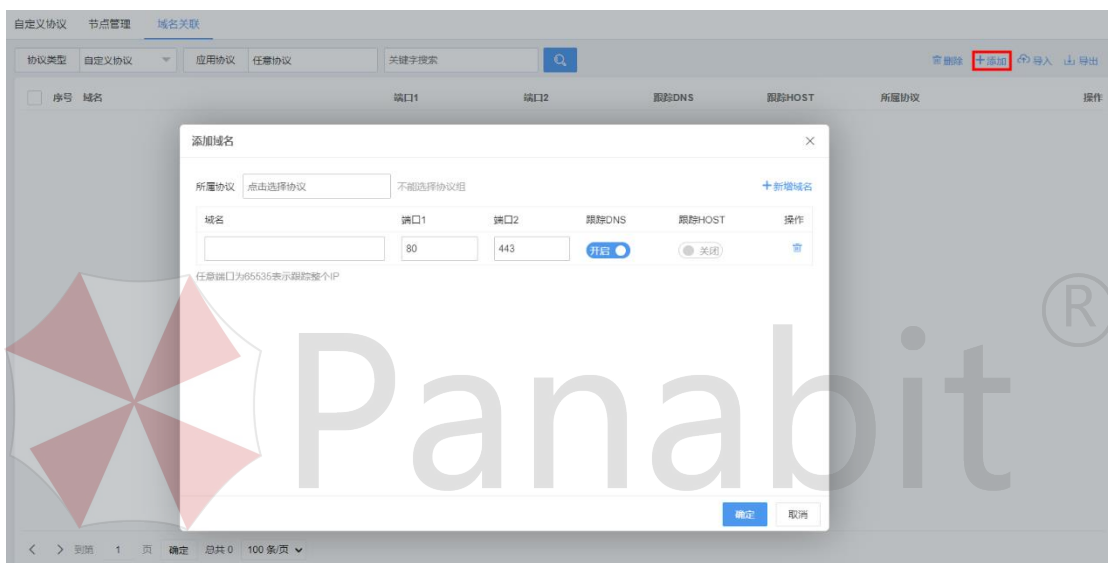 自定义协议 节点管理 域名关联
协议类型 自定义协议 应用协议 任意协议 关键字搜索 删除 +添加 导入 导出
序号 域名 端口1 端口2 跟踪DNS 跟踪HOST 所属协议 操作
添加域名 ×
所属协议 点击选择协议 不能选择协议组 +新增域名
域名 端口1 端口2 跟踪DNS 跟踪HOST 操作
80 443 开启 关闭
任意端口为65535表示跟踪整个IP
Panabit ®
确定 取消
到第 1 页 确定 总共 0 100 条/页